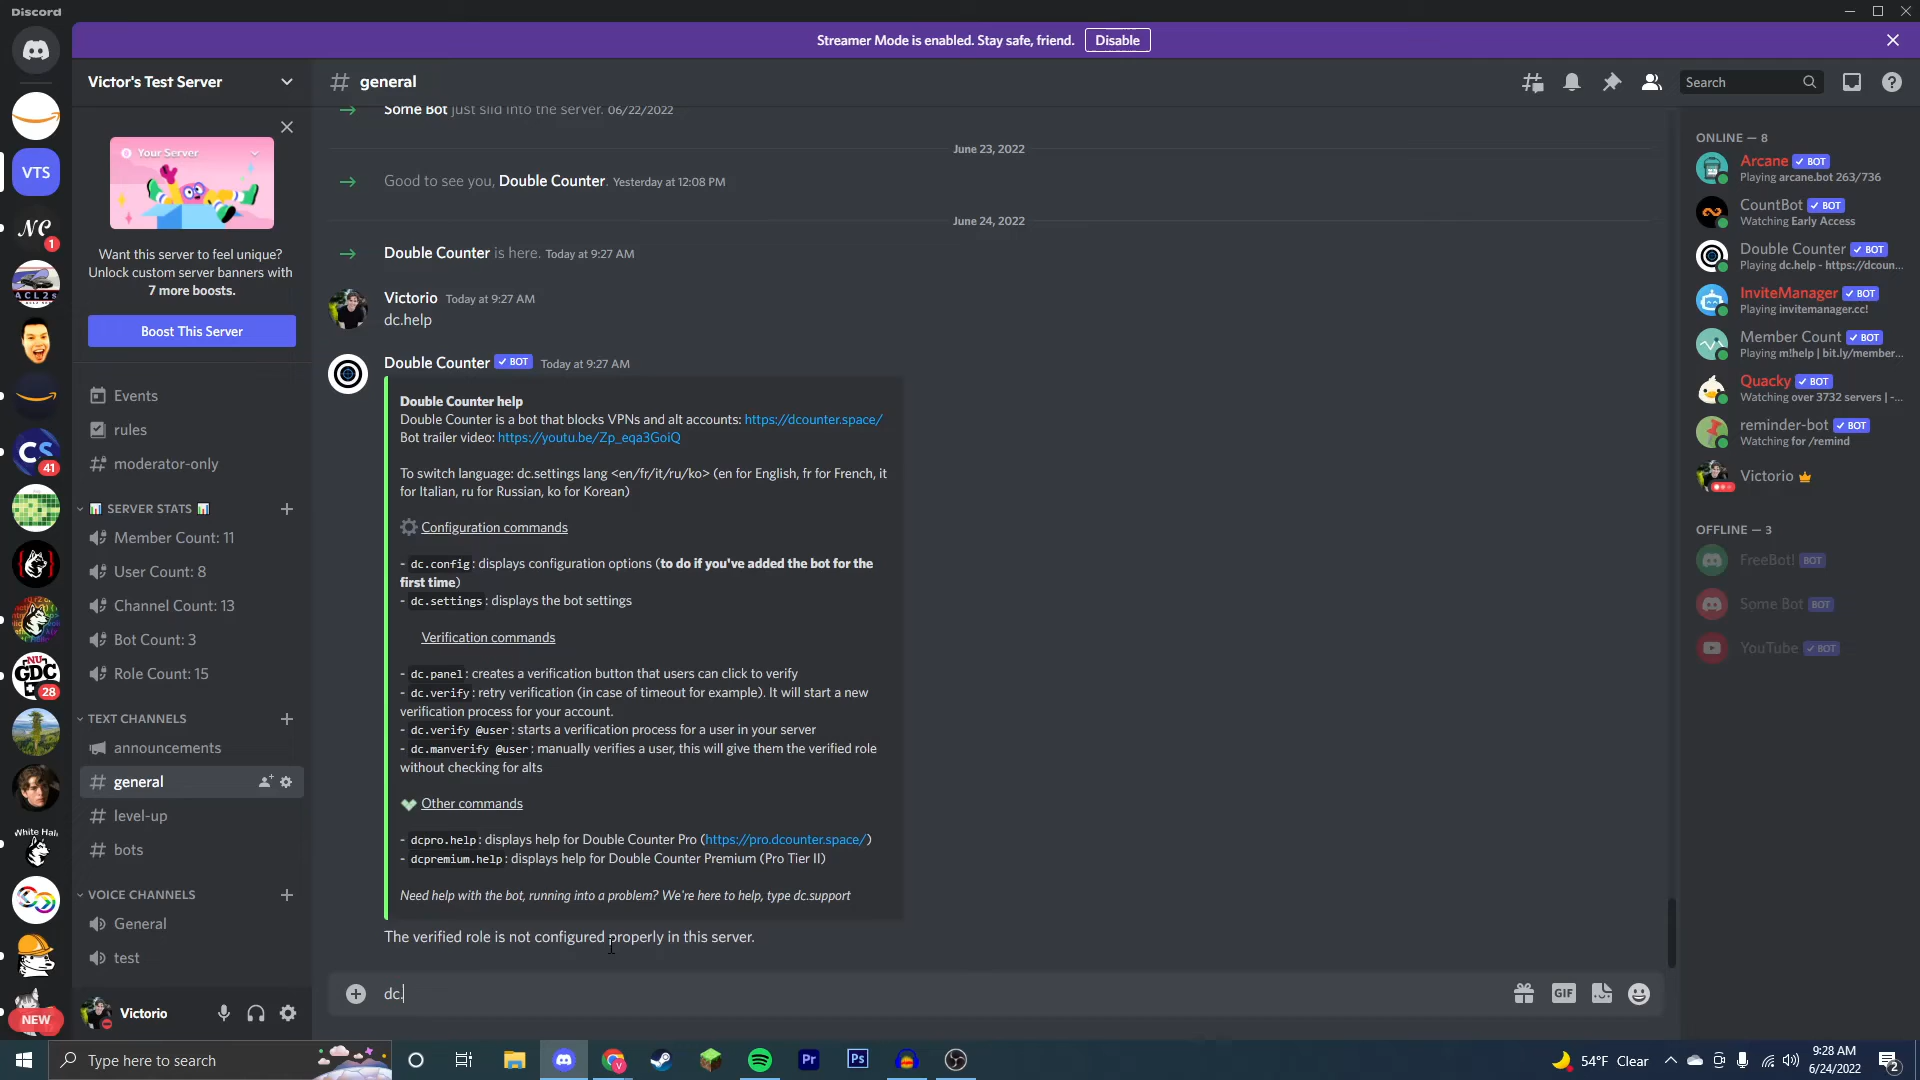 Discord
Streamer Mode is enabled. Stay safe, friend.
Disable
Victor's Test Server
general
Search
Your Server
Want this server to feel unique?
Unlock custom server banners with
7 more boosts.
Boost This Server
Events
rules
moderator-only
SERVER STATS
Member Count: 11
User Count: 8
Channel Count: 13
Bot Count: 3
Role Count: 15
TEXT CHANNELS
announcements
general
level-up
bots
VOICE CHANNELS
General
test
Victorio
VTS
NC
1
ACL2s
CS
41
NU
GDC
28
White Hat
NEW
Some Bot just slid into the server. 06/22/2022
June 23, 2022
Good to see you, Double Counter. Yesterday at 12:08 PM
June 24, 2022
Double Counter is here. Today at 9:27 AM
Victorio Today at 9:27 AM
dc.help
Double Counter ✓ BOT Today at 9:27 AM
Double Counter help
Double Counter is a bot that blocks VPNs and alt accounts: https://dcounter.space/
Bot trailer video: https://youtu.be/Zp_eqa3GoiQ
To switch language: dc.settings lang <en/fr/it/ru/ko> (en for English, fr for French, it
for Italian, ru for Russian, ko for Korean)
Configuration commands
- dc.config: displays configuration options (to do if you've added the bot for the
first time)
- dc.settings: displays the bot settings
Verification commands
- dc.panel: creates a verification button that users can click to verify
- dc.verify: retry verification (in case of timeout for example). It will start a new
verification process for your account.
- dc.verify @user: starts a verification process for a user in your server
- dc.manverify @user: manually verifies a user, this will give them the verified role
without checking for alts
Other commands
- dcpro.help: displays help for Double Counter Pro (https://pro.dcounter.space/)
- dcpremium.help: displays help for Double Counter Premium (Pro Tier II)
Need help with the bot, running into a problem? We're here to help, type dc.support
The verified role is not configured properly in this server.
dc.
GIF
ONLINE — 8
Arcane ✓ BOT
Playing arcane.bot 263/736
CountBot ✓ BOT
Watching Early Access
Double Counter ✓ BOT
Playing dc.help - https://dcoun...
InviteManager ✓ BOT
Playing invitemanager.cc!
Member Count ✓ BOT
Playing m!help | bit.ly/member...
Quacky ✓ BOT
Watching over 3732 servers | -...
reminder-bot ✓ BOT
Watching for /remind
Victorio
OFFLINE — 3
FreeBot! BOT
Some Bot BOT
YouTube ✓ BOT
Type here to search
Pr
Ps
54°F Clear
9:28 AM
6/24/2022
2